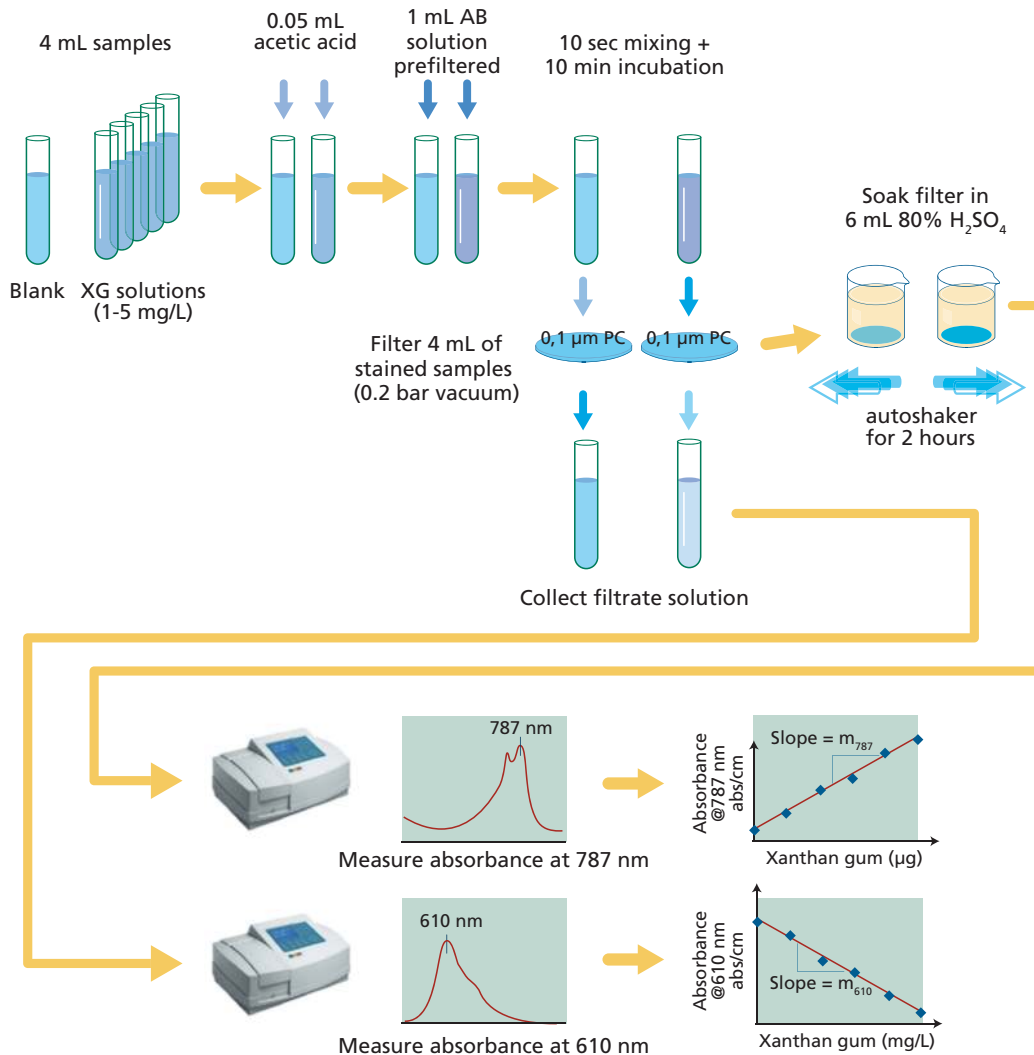 4 mL samples
0.05 mL
acetic acid
1 mL AB
solution
prefiltered
10 sec mixing +
10 min incubation
Blank
XG solutions
(1-5 mg/L)
Soak filter in
6 mL 80% H₂SO₄
Filter 4 mL of
stained samples
(0.2 bar vacuum)
0,1 µm PC
0,1 µm PC
autoshaker
for 2 hours
Collect filtrate solution
787 nm
Measure absorbance at 787 nm
Absorbance
@787 nm
abs/cm
Slope = m₇₈₇
Xanthan gum (µg)
610 nm
Measure absorbance at 610 nm
Absorbance
@610 nm
abs/cm
Slope = m₆₁₀
Xanthan gum (mg/L)